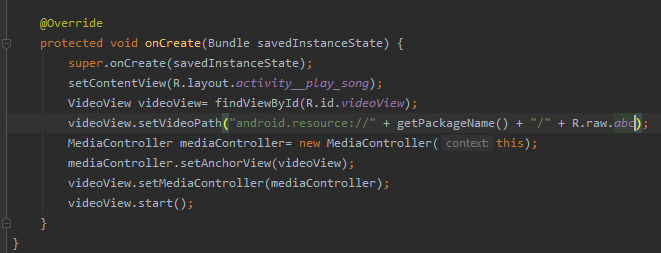 @Override
protected void onCreate(Bundle savedInstanceState) {
super.onCreate(savedInstanceState);
setContentView(R.layout.activity__play_song);
VideoView videoView= findViewById(R.id.videoView);
videoView.setVideoPath("android.resource://" + getPackageName() + "/" + R.raw.abc);
MediaController mediaController= new MediaController( context: this);
mediaController.setAnchorView(videoView);
videoView.setMediaController(mediaController);
videoView.start();
}
}